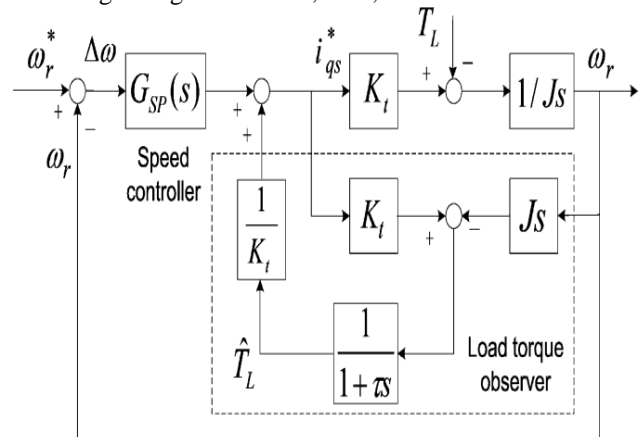 ω_r^*
Δω
G_SP(s)
i_qs^*
K_t
T_L
1/Js
ω_r
+
−
+
+
+
−
ω_r
Speed
controller
1
K_t
K_t
+
−
Js
T̂_L
1
1+τs
Load torque
observer